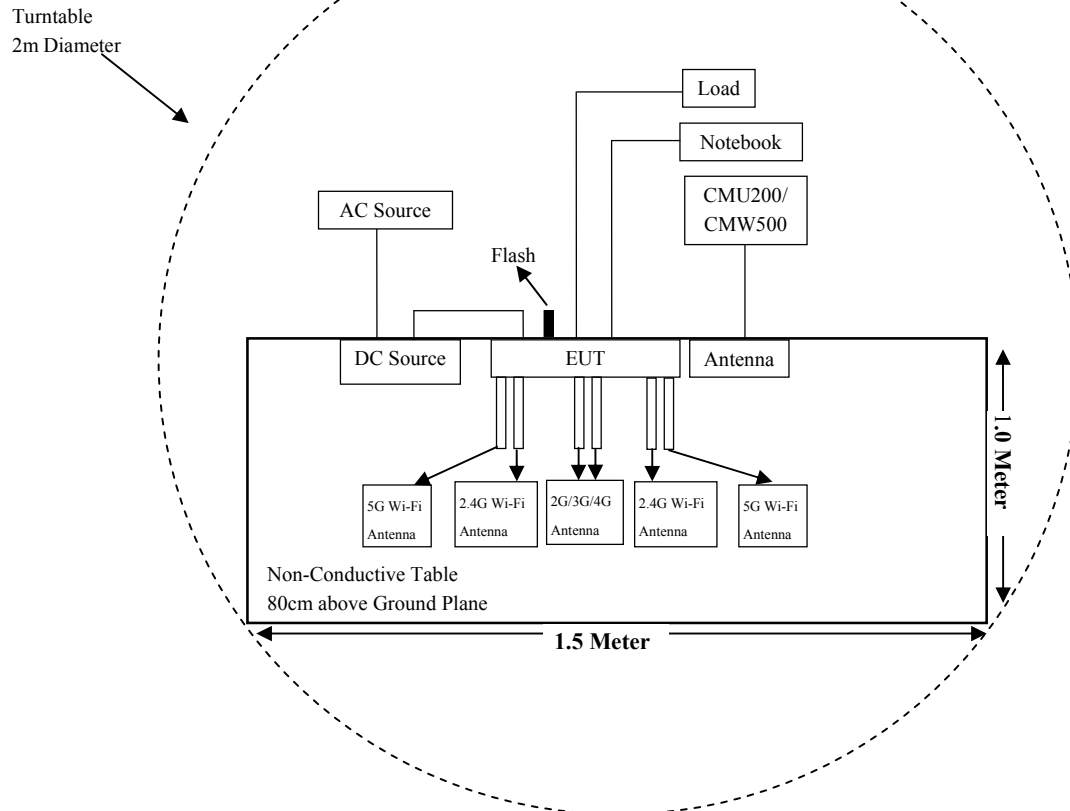 Turntable
2m Diameter
Load
Notebook
CMU200/
CMW500
AC Source
Flash
DC Source
EUT
Antenna
1.0 Meter
5G Wi-Fi
Antenna
2.4G Wi-Fi
Antenna
2G/3G/4G
Antenna
2.4G Wi-Fi
Antenna
5G Wi-Fi
Antenna
Non-Conductive Table
80cm above Ground Plane
1.5 Meter